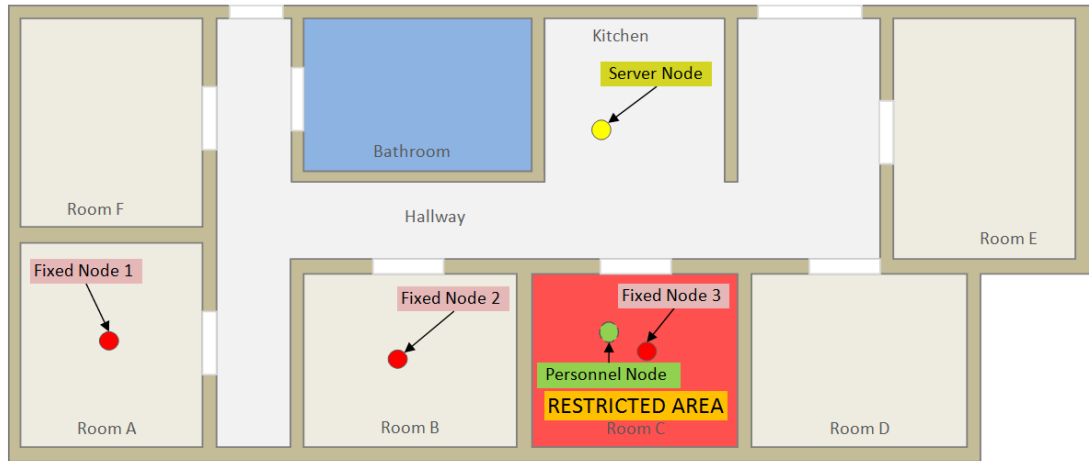 Kitchen
Server Node
Bathroom
Room F
Hallway
Room E
Fixed Node 1
Fixed Node 2
Fixed Node 3
Personnel Node
RESTRICTED AREA
Room A
Room B
Room C
Room D